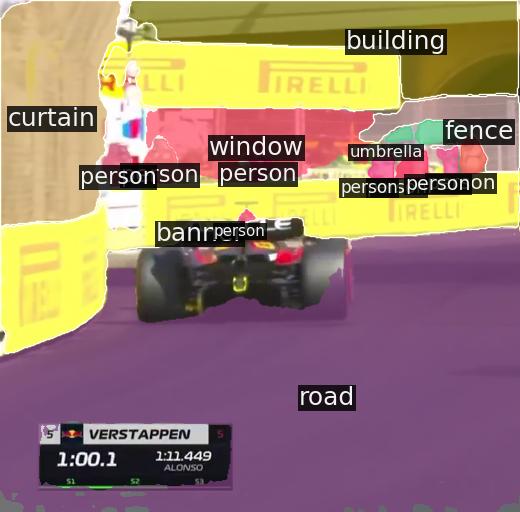 building
PIRELLI
PIRELLI
curtain
fence
window
umbrella
person
person
person
persons
person
person
PIRELLI
banner
person
road
5 VERSTAPPEN 5
1:00.1 1:11.449
ALONSO
S1 S2 S3